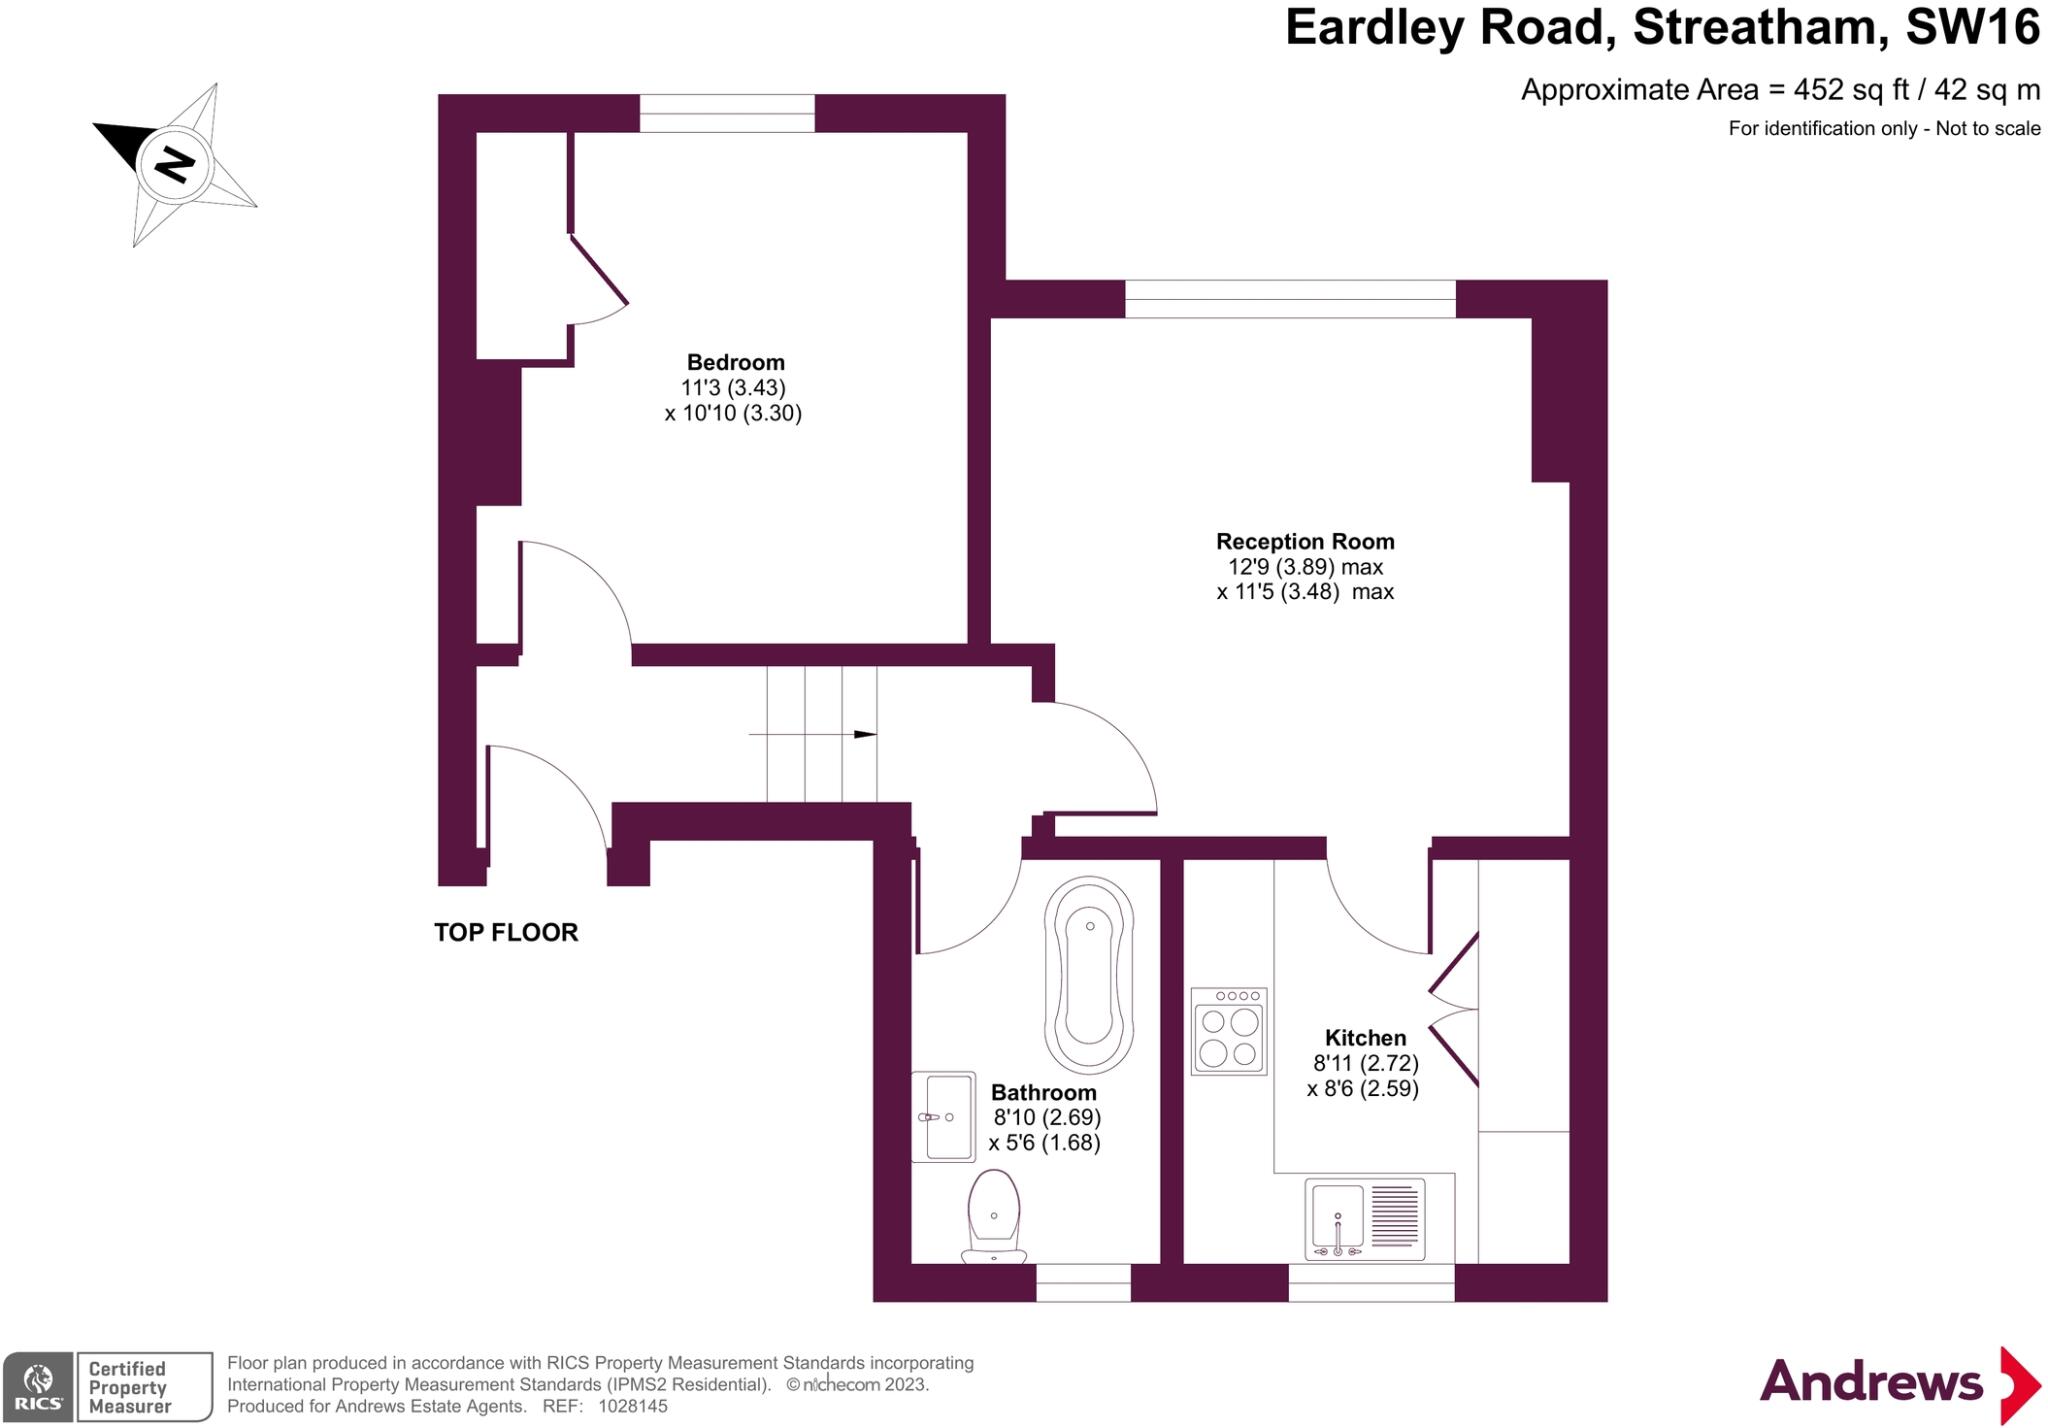 Eardley Road, Streatham, SW16
Approximate Area = 452 sq ft / 42 sq m
For identification only - Not to scale
N
Bedroom
11'3 (3.43)
x 10'10 (3.30)
Reception Room
12'9 (3.89) max
x 11'5 (3.48) max
TOP FLOOR
Kitchen
8'11 (2.72)
x 8'6 (2.59)
Bathroom
8'10 (2.69)
x 5'6 (1.68)
RICS
Certified
Property
Measurer
Floor plan produced in accordance with RICS Property Measurement Standards incorporating
International Property Measurement Standards (IPMS2 Residential). © nichecom 2023.
Produced for Andrews Estate Agents. REF: 1028145
Andrews